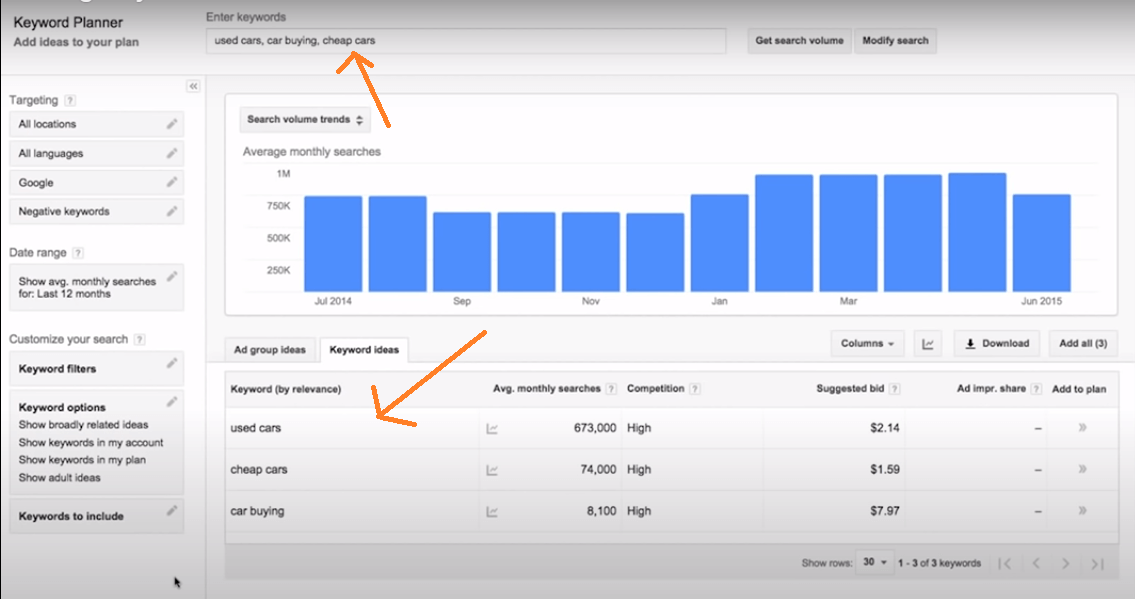 Keyword Planner
Add ideas to your plan
Enter keywords
used cars, car buying, cheap cars
Get search volume
Modify search
Targeting ?
All locations
All languages
Google
Negative keywords
Date range ?
Show avg. monthly searches
for: Last 12 months
Customize your search ?
Keyword filters
Keyword options
Show broadly related ideas
Show keywords in my account
Show keywords in my plan
Show adult ideas
Keywords to include
Search volume trends
Average monthly searches
1M
750K
500K
250K
Jul 2014 Sep Nov Jan Mar Jun 2015
Ad group ideas Keyword ideas
Columns Download Add all (3)
Keyword (by relevance) Avg. monthly searches ? Competition ? Suggested bid ? Ad impr. share ? Add to plan
used cars 673,000 High $2.14 – »
cheap cars 74,000 High $1.59 – »
car buying 8,100 High $7.97 – »
Show rows: 30 1 - 3 of 3 keywords